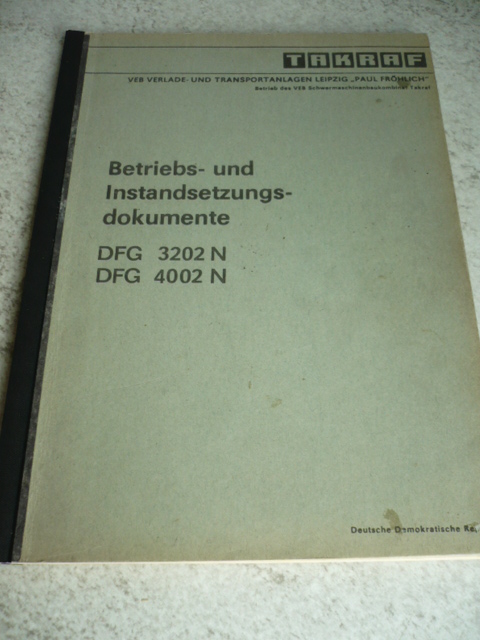 TAKRAF
VEB VERLADE- UND TRANSPORTANLAGEN LEIPZIG „PAUL FRÖHLICH"
Betrieb des VEB Schwermaschinenbaukombinat Takraf
Betriebs- und
Instandsetzungs-
dokumente
DFG 3202 N
DFG 4002 N
Deutsche Demokratische Re